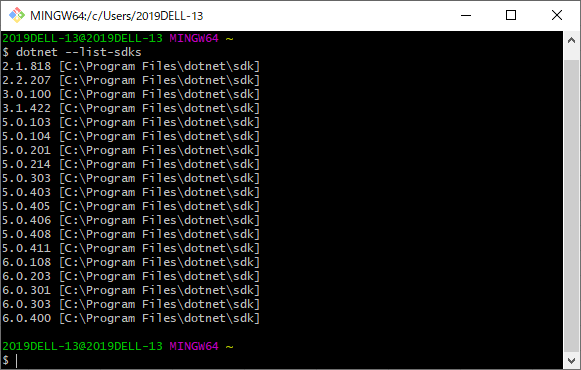 MINGW64:/c/Users/2019DELL-13
2019DELL-13@2019DELL-13 MINGW64 ~
$ dotnet --list-sdks
2.1.818 [C:\Program Files\dotnet\sdk]
2.2.207 [C:\Program Files\dotnet\sdk]
3.0.100 [C:\Program Files\dotnet\sdk]
3.1.422 [C:\Program Files\dotnet\sdk]
5.0.103 [C:\Program Files\dotnet\sdk]
5.0.104 [C:\Program Files\dotnet\sdk]
5.0.201 [C:\Program Files\dotnet\sdk]
5.0.214 [C:\Program Files\dotnet\sdk]
5.0.303 [C:\Program Files\dotnet\sdk]
5.0.403 [C:\Program Files\dotnet\sdk]
5.0.405 [C:\Program Files\dotnet\sdk]
5.0.406 [C:\Program Files\dotnet\sdk]
5.0.408 [C:\Program Files\dotnet\sdk]
5.0.411 [C:\Program Files\dotnet\sdk]
6.0.108 [C:\Program Files\dotnet\sdk]
6.0.203 [C:\Program Files\dotnet\sdk]
6.0.301 [C:\Program Files\dotnet\sdk]
6.0.303 [C:\Program Files\dotnet\sdk]
6.0.400 [C:\Program Files\dotnet\sdk]
2019DELL-13@2019DELL-13 MINGW64 ~
$